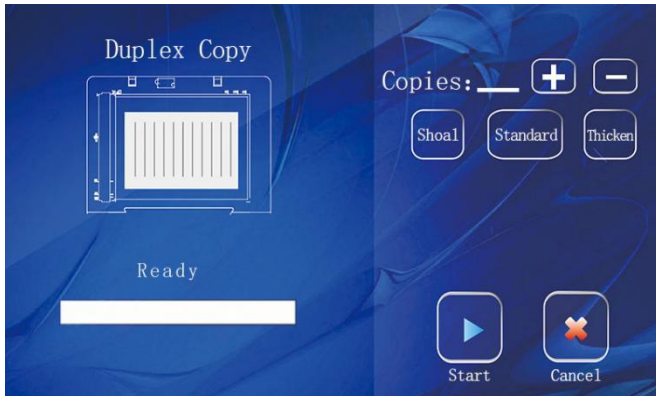 Duplex Copy
Ready
Copies:
Shoal
Standard
Thicken
Start
Cancel